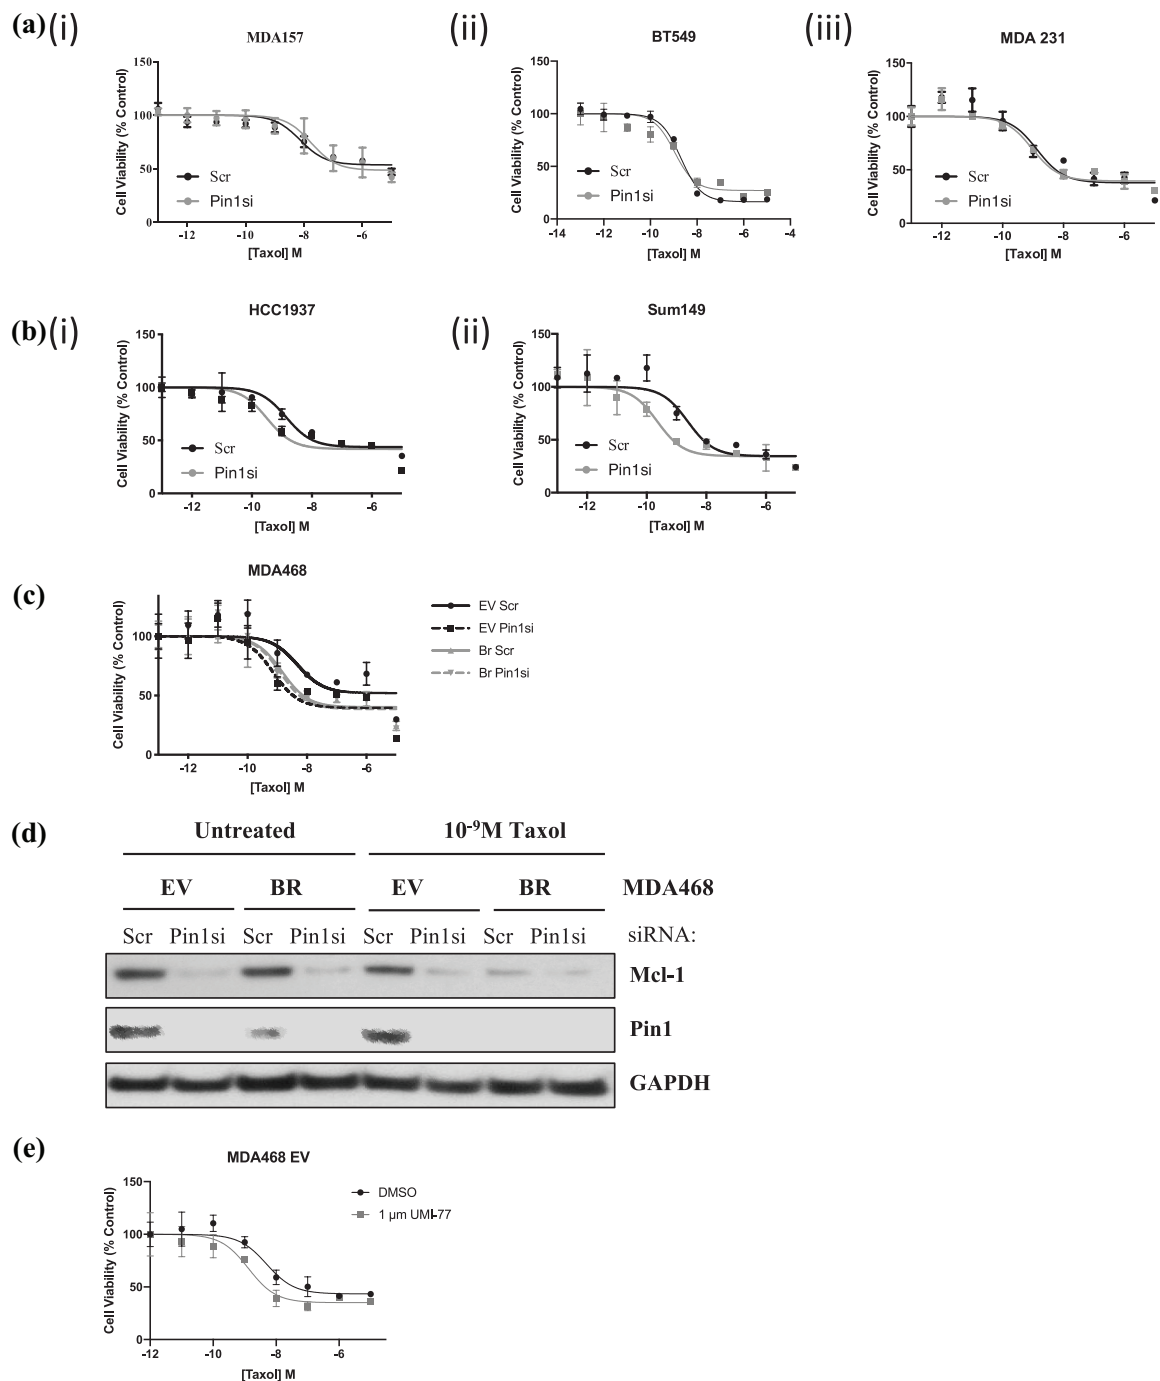 (a) (i) MDA157
Cell Viability (% Control)
150
100
50
0
Scr
Pin1si
-12 -10 -8 -6
[Taxol] M
(ii) BT549
Cell Viability (% Control)
150
100
50
0
Scr
Pin1si
-14 -12 -10 -8 -6 -4
[Taxol] M
(iii) MDA 231
Cell Viability (% Control)
150
100
50
0
Scr
Pin1si
-12 -10 -8 -6
[Taxol] M
(b) (i) HCC1937
Cell Viability (% Control)
150
100
50
0
Scr
Pin1si
-12 -10 -8 -6
[Taxol] M
(ii) Sum149
Cell Viability (% Control)
150
100
50
0
Scr
Pin1si
-12 -10 -8 -6
[Taxol] M
(c) MDA468
Cell Viability (% Control)
100
50
0
-12 -10 -8 -6
[Taxol] M
EV Scr
EV Pin1si
Br Scr
Br Pin1si
(d) Untreated 10⁻⁹M Taxol
EV BR EV BR MDA468
Scr Pin1si Scr Pin1si Scr Pin1si Scr Pin1si siRNA:
Mcl-1
Pin1
GAPDH
(e) MDA468 EV
Cell Viability (% Control)
150
100
50
0
DMSO
1 µm UMI-77
-12 -10 -8 -6
[Taxol] M